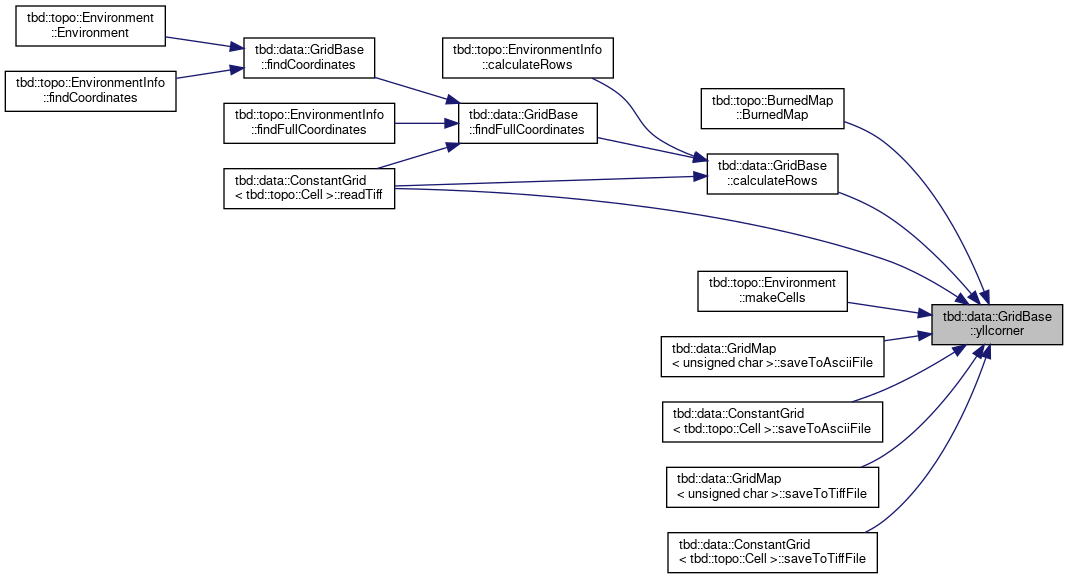 tbd::topo::Environment
::Environment
tbd::topo::EnvironmentInfo
::findCoordinates
tbd::data::GridBase
::findCoordinates
tbd::topo::EnvironmentInfo
::findFullCoordinates
tbd::data::ConstantGrid
< tbd::topo::Cell >::readTiff
tbd::topo::EnvironmentInfo
::calculateRows
tbd::data::GridBase
::findFullCoordinates
tbd::topo::BurnedMap
::BurnedMap
tbd::data::GridBase
::calculateRows
tbd::topo::Environment
::makeCells
tbd::data::GridMap
< unsigned char >::saveToAsciiFile
tbd::data::ConstantGrid
< tbd::topo::Cell >::saveToAsciiFile
tbd::data::GridMap
< unsigned char >::saveToTiffFile
tbd::data::ConstantGrid
< tbd::topo::Cell >::saveToTiffFile
tbd::data::GridBase
::yllcorner